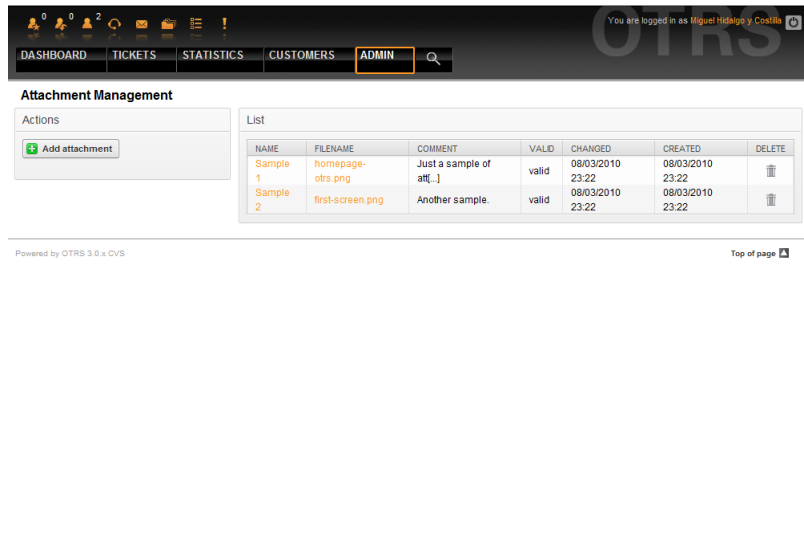 0 0 2
You are logged in as Miguel Hidalgo y Costilla
OTRS
DASHBOARD TICKETS STATISTICS CUSTOMERS ADMIN
Attachment Management
Actions
Add attachment
List
NAME FILENAME COMMENT VALID CHANGED CREATED DELETE
Sample homepage- Just a sample of 08/03/2010 08/03/2010
1 otrs.png att[...] valid 23:22 23:22
Sample 08/03/2010 08/03/2010
2 first-screen.png Another sample. valid 23:22 23:22
Powered by OTRS 3.0.x CVS
Top of page